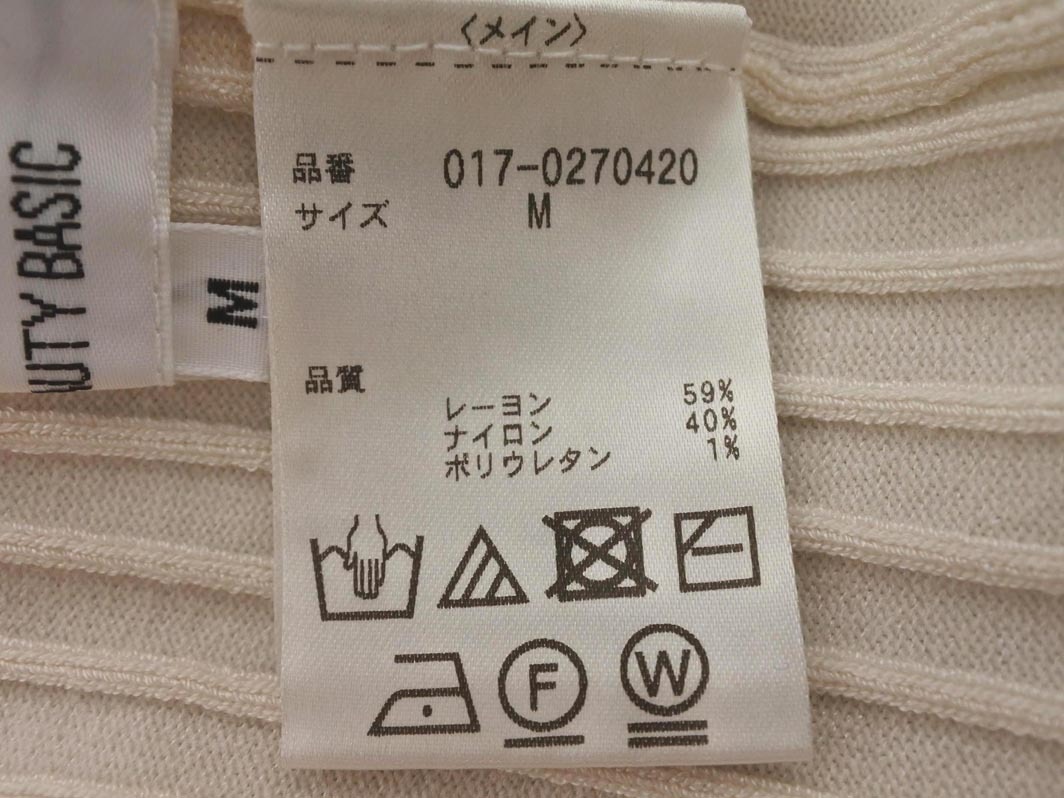 〈メイン〉
品番 017-0270420
サイズ M
品質
レーヨン 59%
ナイロン 40%
ポリウレタン 1%
F W
BASIC
M